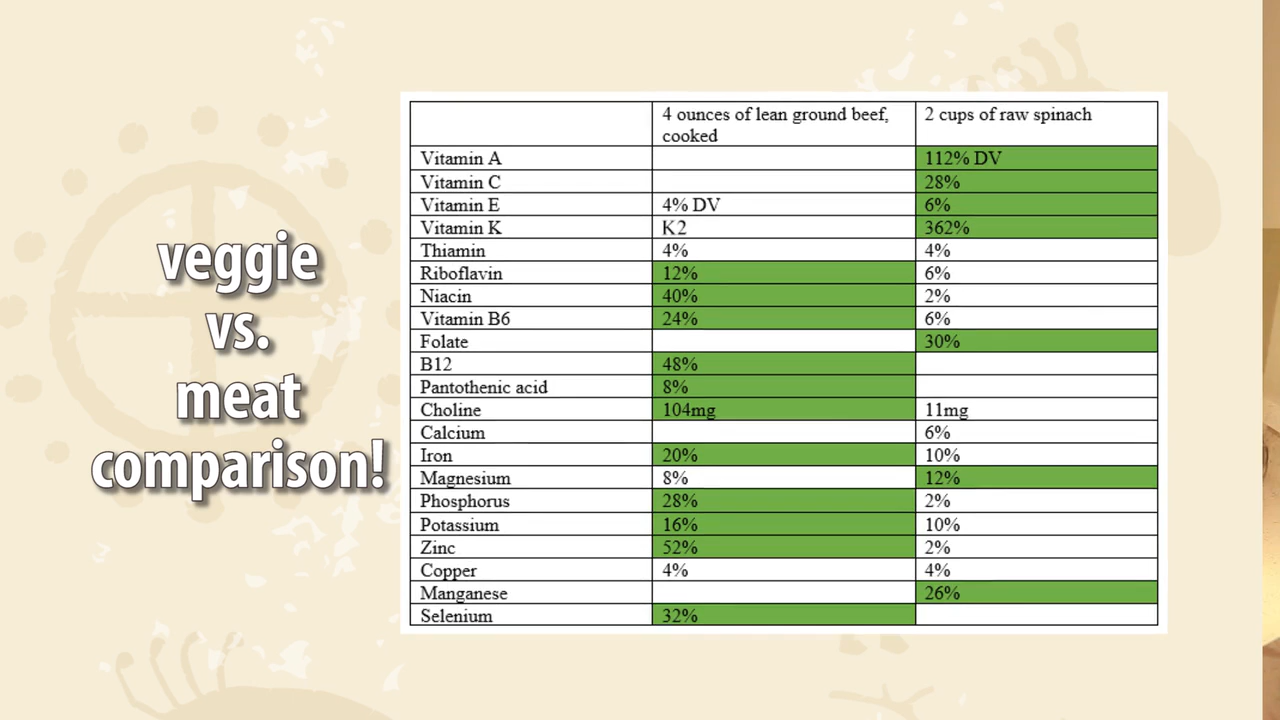 veggie
vs.
meat
comparison!
4 ounces of lean ground beef, cooked 2 cups of raw spinach
Vitamin A 112% DV
Vitamin C 28%
Vitamin E 4% DV 6%
Vitamin K K2 362%
Thiamin 4% 4%
Riboflavin 12% 6%
Niacin 40% 2%
Vitamin B6 24% 6%
Folate 30%
B12 48%
Pantothenic acid 8%
Choline 104mg 11mg
Calcium 6%
Iron 20% 10%
Magnesium 8% 12%
Phosphorus 28% 2%
Potassium 16% 10%
Zinc 52% 2%
Copper 4% 4%
Manganese 26%
Selenium 32%